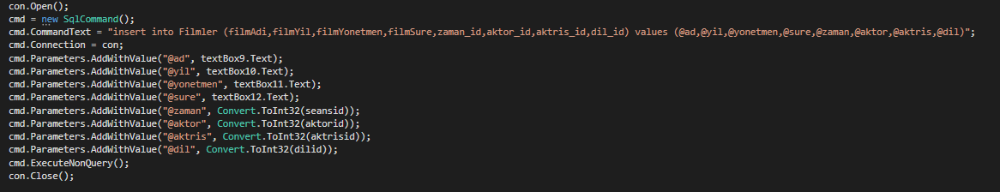 con.Open();
cmd = new SqlCommand();
cmd.CommandText = "insert into Filmler (filmAdi,filmYil,filmYonetmen,filmSure,zaman_id,aktor_id,aktris_id,dil_id) values (@ad,@yil,@yonetmen,@sure,@zaman,@aktor,@aktris,@dil)";
cmd.Connection = con;
cmd.Parameters.AddWithValue("@ad", textBox9.Text);
cmd.Parameters.AddWithValue("@yil", textBox10.Text);
cmd.Parameters.AddWithValue("@yonetmen", textBox11.Text);
cmd.Parameters.AddWithValue("@sure", textBox12.Text);
cmd.Parameters.AddWithValue("@zaman", Convert.ToInt32(seansid));
cmd.Parameters.AddWithValue("@aktor", Convert.ToInt32(aktorid));
cmd.Parameters.AddWithValue("@aktris", Convert.ToInt32(aktrisid));
cmd.Parameters.AddWithValue("@dil", Convert.ToInt32(dilid));
cmd.ExecuteNonQuery();
con.Close();